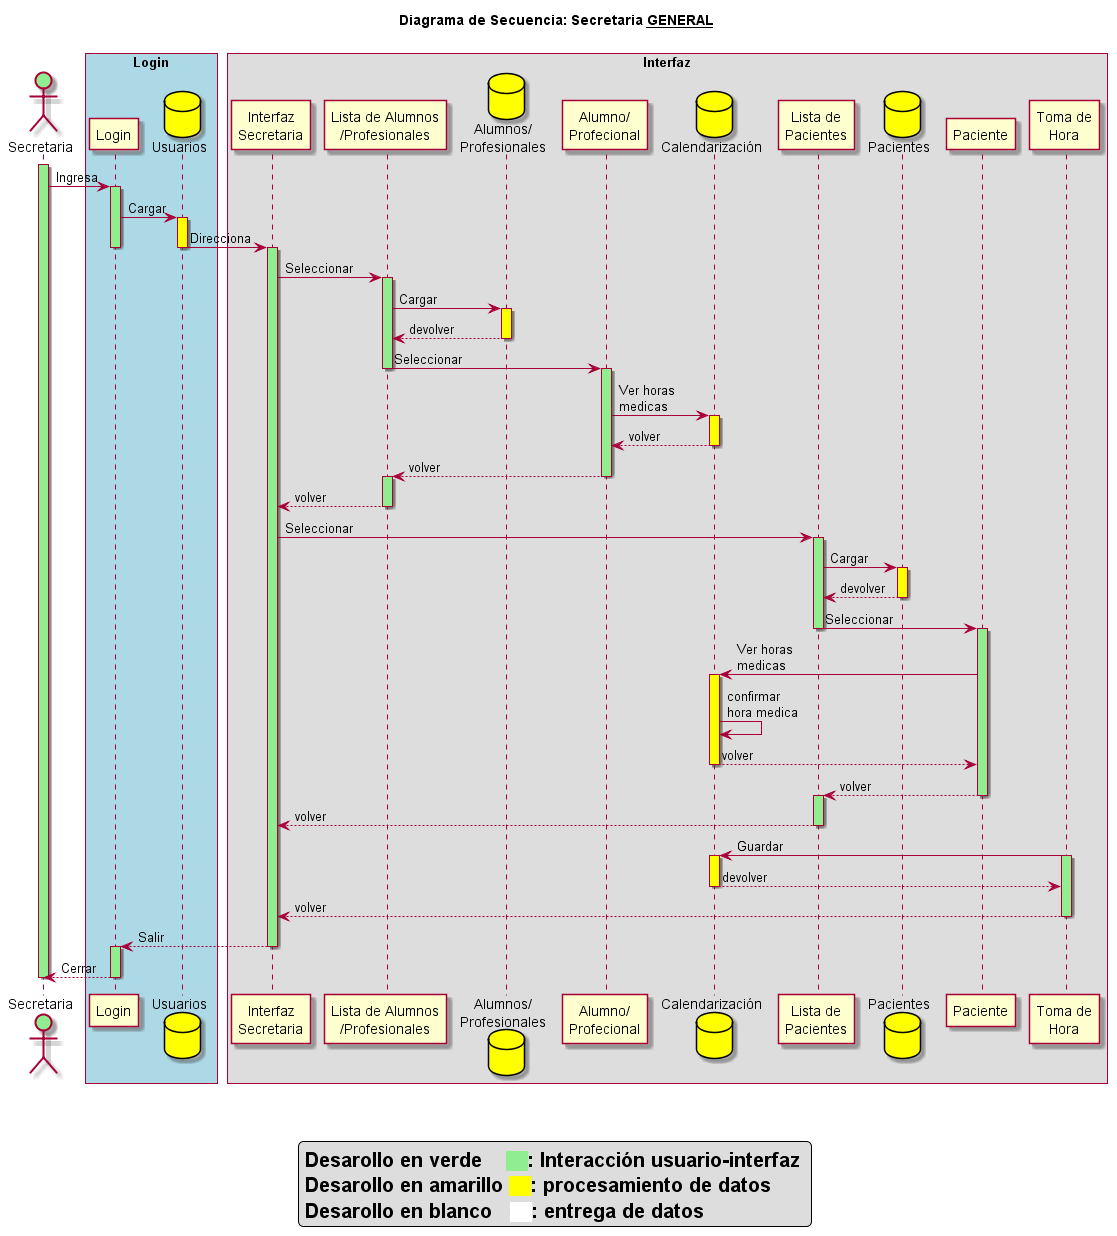 Diagrama de Secuencia: Secretaria GENERAL
Login
Interfaz
Secretaria
Login
Usuarios
Interfaz
Secretaria
Lista de Alumnos
/Profesionales
Alumnos/
Profesionales
Alumno/
Profecional
Calendarización
Lista de
Pacientes
Pacientes
Paciente
Toma de
Hora
Ingresa
Cargar
Direcciona
Seleccionar
Cargar
devolver
Seleccionar
Ver horas
medicas
volver
volver
volver
Seleccionar
Cargar
devolver
Seleccionar
Ver horas
medicas
confirmar
hora medica
volver
volver
volver
Guardar
devolver
volver
Salir
Cerrar
Secretaria
Login
Usuarios
Interfaz
Secretaria
Lista de Alumnos
/Profesionales
Alumnos/
Profesionales
Alumno/
Profecional
Calendarización
Lista de
Pacientes
Pacientes
Paciente
Toma de
Hora
Desarollo en verde : Interacción usuario-interfaz
Desarollo en amarillo : procesamiento de datos
Desarollo en blanco : entrega de datos